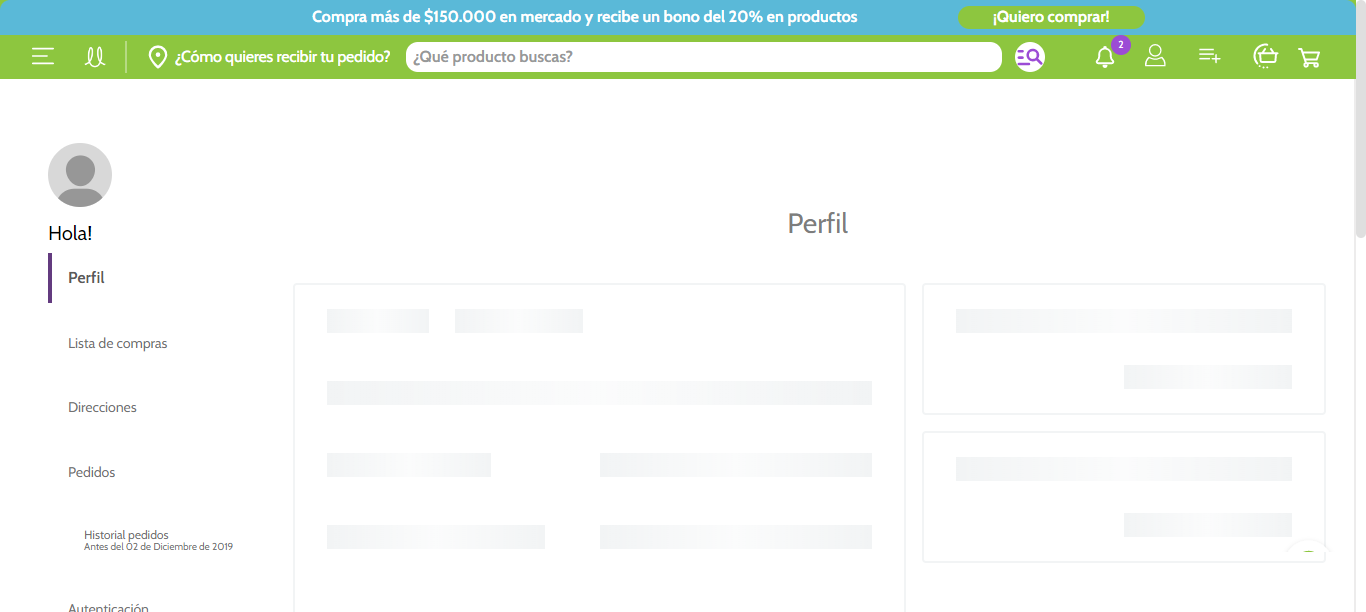 Compra más de $150.000 en mercado y recibe un bono del 20% en productos
¡Quiero comprar!
¿Cómo quieres recibir tu pedido?
¿Qué producto buscas?
2
Hola!
Perfil
Perfil
Lista de compras
Direcciones
Pedidos
Historial pedidos
Antes del 02 de Diciembre de 2019
Autenticación